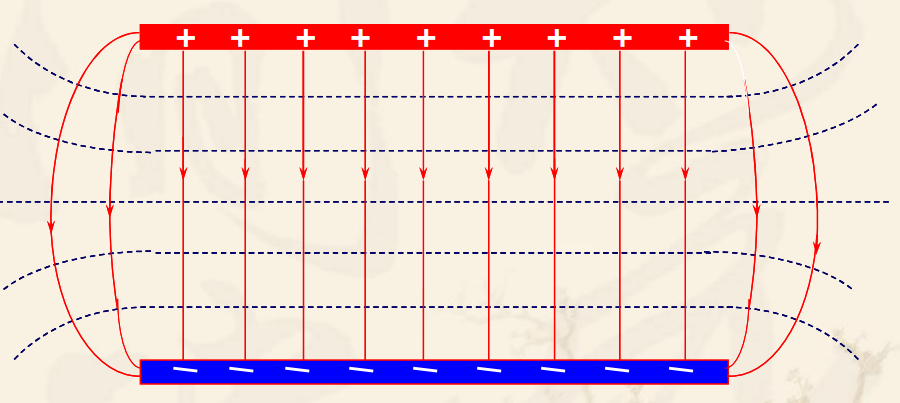 + + + + + + + + +
− − − − − − − − −